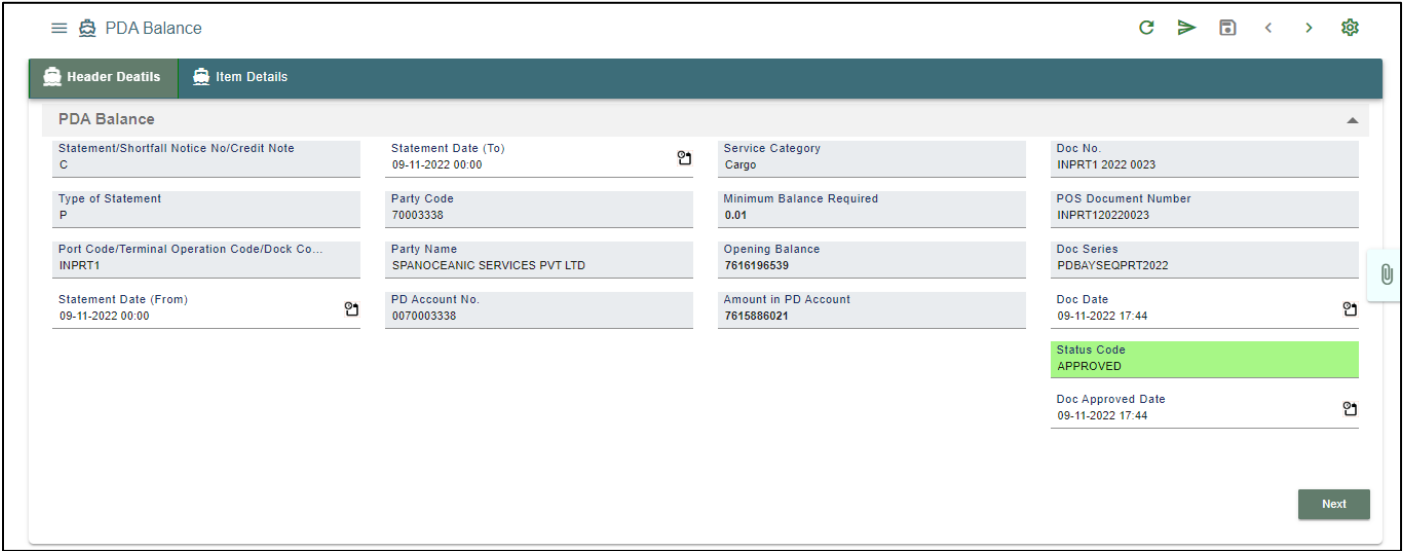 PDA Balance
Header Deatils
Item Details
PDA Balance
Statement/Shortfall Notice No/Credit Note
C
Statement Date (To)
09-11-2022 00:00
Service Category
Cargo
Doc No.
INPRT1 2022 0023
Type of Statement
P
Party Code
70003338
Minimum Balance Required
0.01
POS Document Number
INPRT120220023
Port Code/Terminal Operation Code/Dock Co...
INPRT1
Party Name
SPANOCEANIC SERVICES PVT LTD
Opening Balance
7616196539
Doc Series
PDBAYSEQPRT2022
Statement Date (From)
09-11-2022 00:00
PD Account No.
0070003338
Amount in PD Account
7615886021
Doc Date
09-11-2022 17:44
Status Code
APPROVED
Doc Approved Date
09-11-2022 17:44
Next